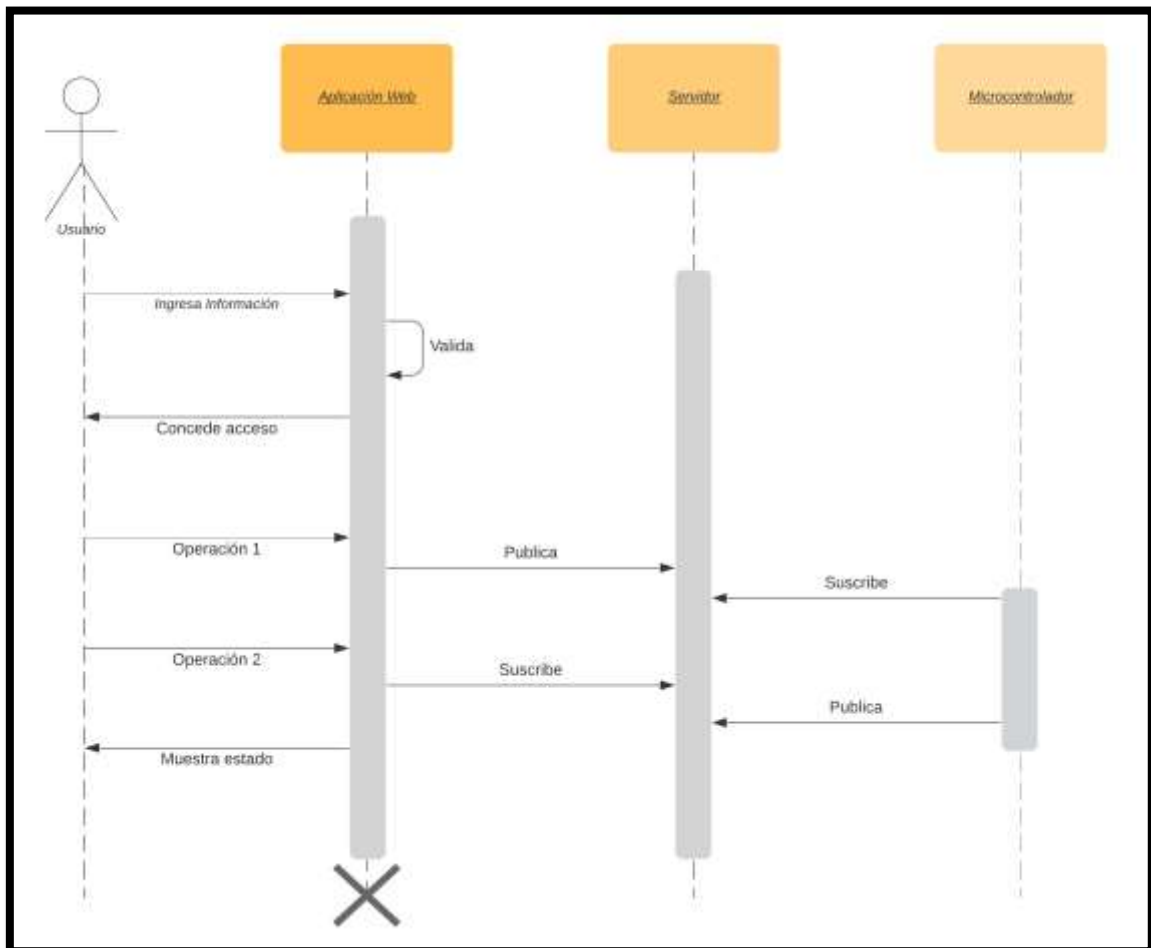 Aplicación Web
Servidor
Microcontrolador
Usuario
Ingresa Información
Valida
Concede acceso
Operación 1
Publica
Suscribe
Operación 2
Suscribe
Publica
Muestra estado